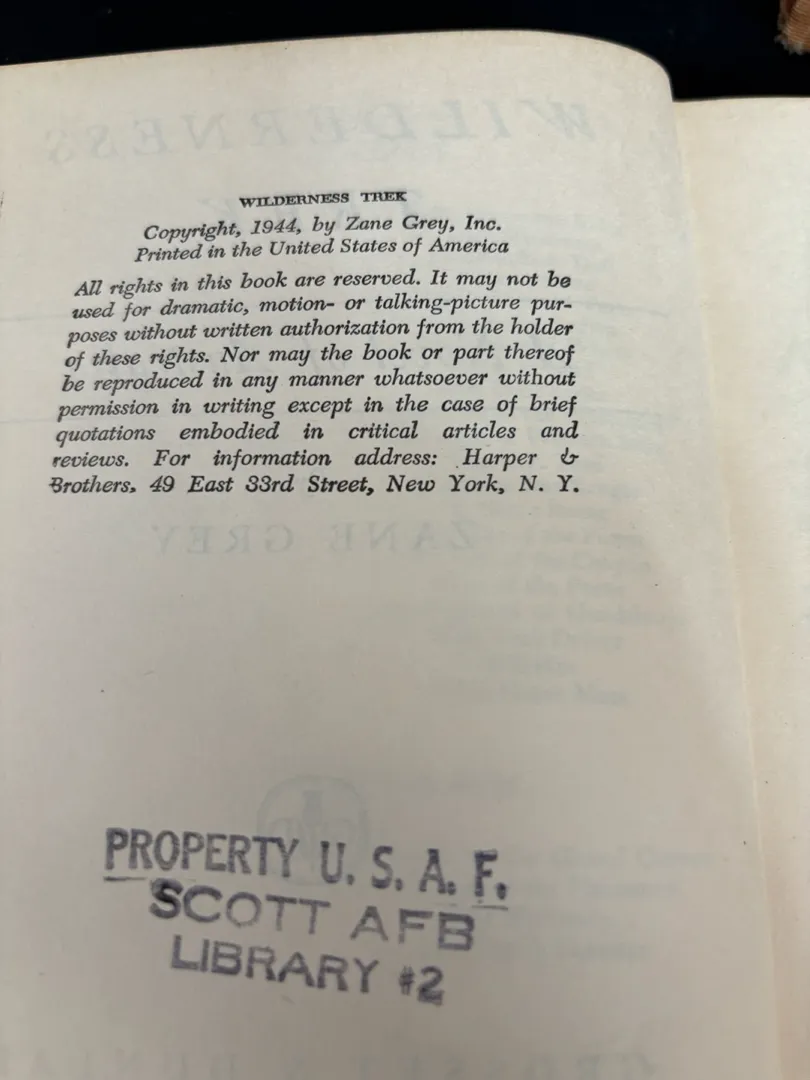 WILDERNESS
WILDERNESS TREK
Copyright, 1944, by Zane Grey, Inc.
Printed in the United States of America
All rights in this book are reserved. It may not be
used for dramatic, motion- or talking-picture pur-
poses without written authorization from the holder
of these rights. Nor may the book or part thereof
be reproduced in any manner whatsoever without
permission in writing except in the case of brief
quotations embodied in critical articles and
reviews. For information address: Harper &
Brothers, 49 East 33rd Street, New York, N. Y.
ZANE GREY
PROPERTY U. S. A. F.
SCOTT AFB
LIBRARY #2